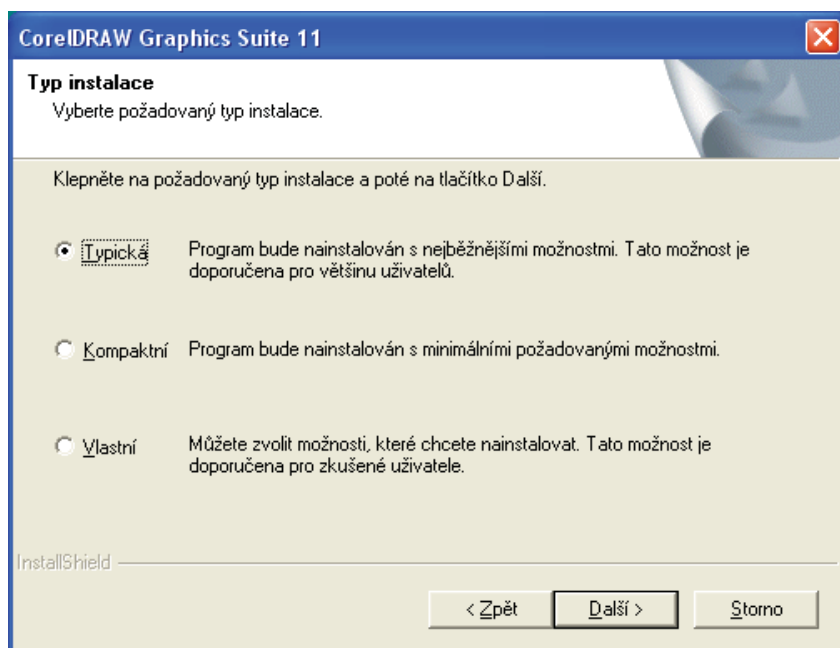 CorelDRAW Graphics Suite 11
Typ instalace
Vyberte požadovaný typ instalace.
Klepněte na požadovaný typ instalace a poté na tlačítko Další.
Typická
Program bude nainstalován s nejběžnějšími možnostmi. Tato možnost je
doporučena pro většinu uživatelů.
Kompaktní
Program bude nainstalován s minimálními požadovanými možnostmi.
Vlastní
Můžete zvolit možnosti, které chcete nainstalovat. Tato možnost je
doporučena pro zkušené uživatele.
InstallShield
< Zpět
Další >
Storno